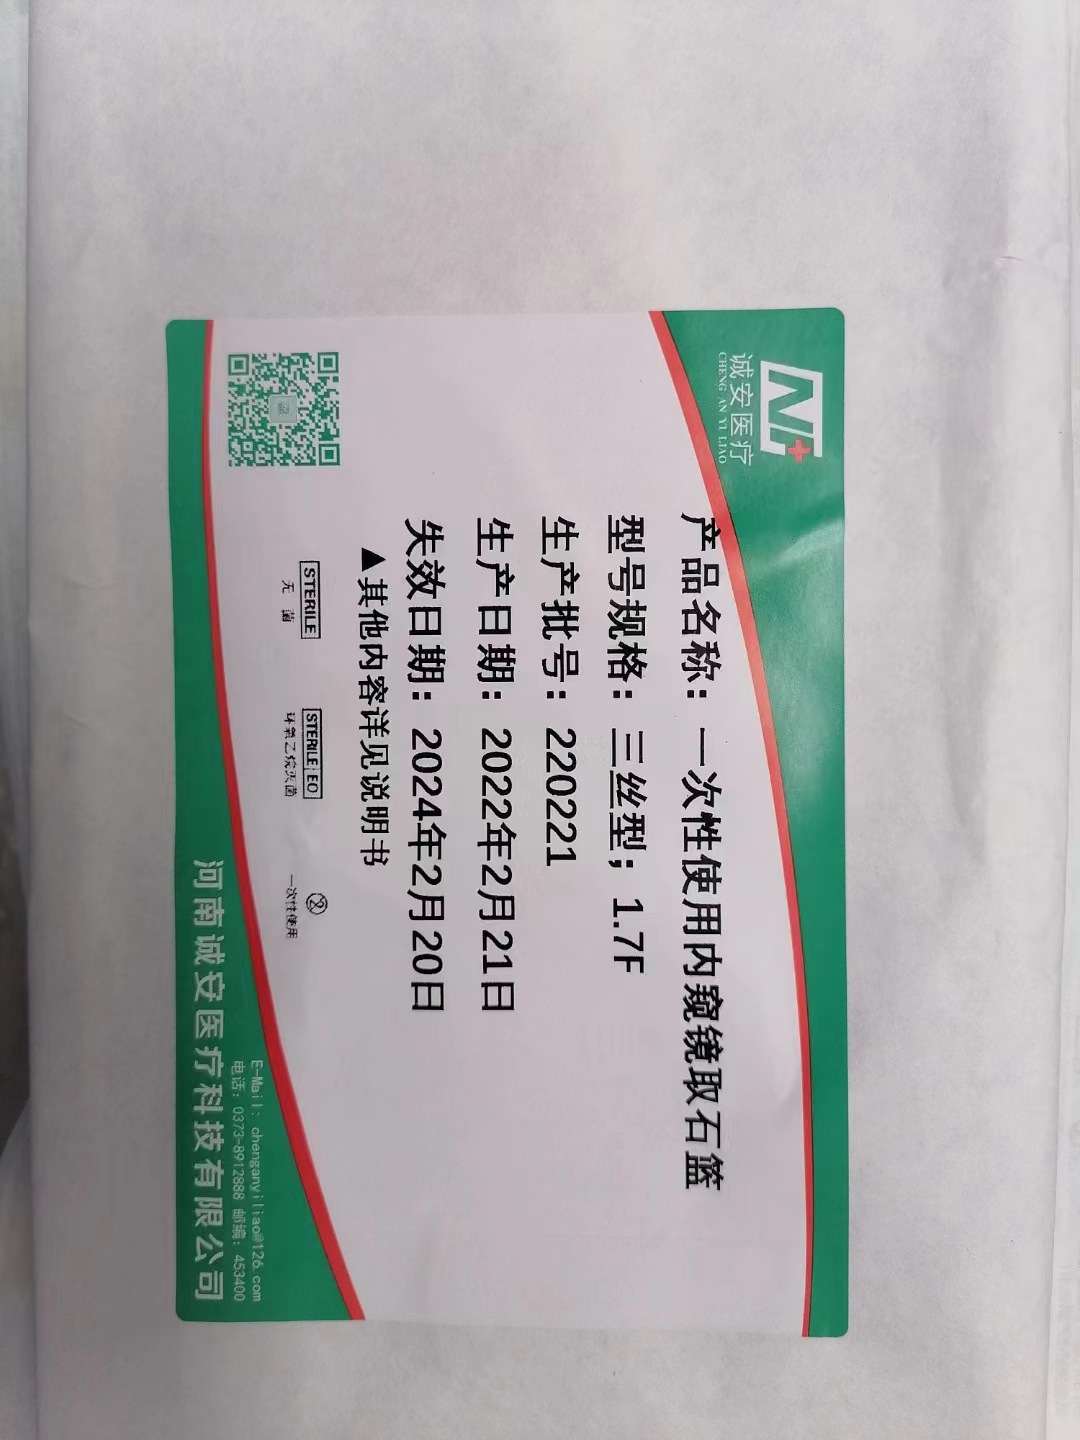 诚安医疗
CHENG AN YI LIAO
产品名称：一次性使用内窥镜取石篮
型号规格：三丝型；1.7F
生产批号：220221
生产日期：2022年2月21日
失效日期：2024年2月20日
▲其他内容详见说明书
STERILE
无菌
STERILE EO
环氧乙烷灭菌
2
一次性使用
E-Mail: chenganyiliao@126.com
电话：0373-8912888 邮编：453400
河南诚安医疗科技有限公司